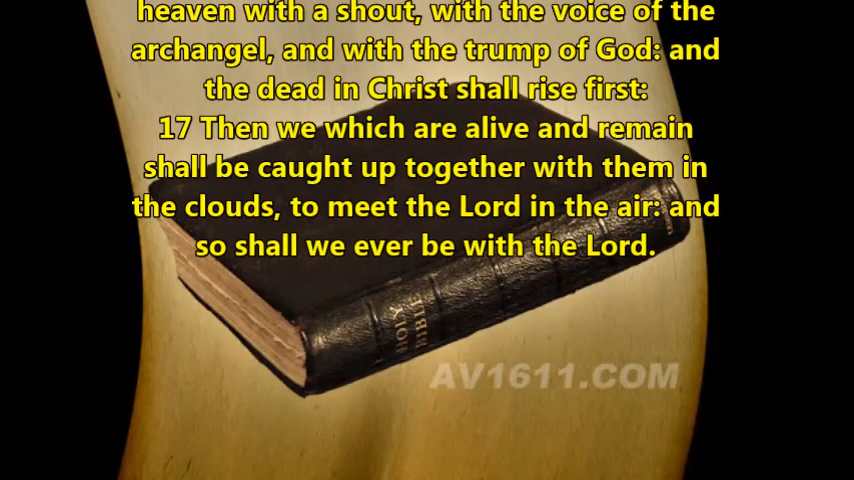 heaven with a shout, with the voice of the
archangel, and with the trump of God: and
the dead in Christ shall rise first:
17 Then we which are alive and remain
shall be caught up together with them in
the clouds, to meet the Lord in the air: and
so shall we ever be with the Lord.
HOLY
BIBLE
AV1611.COM